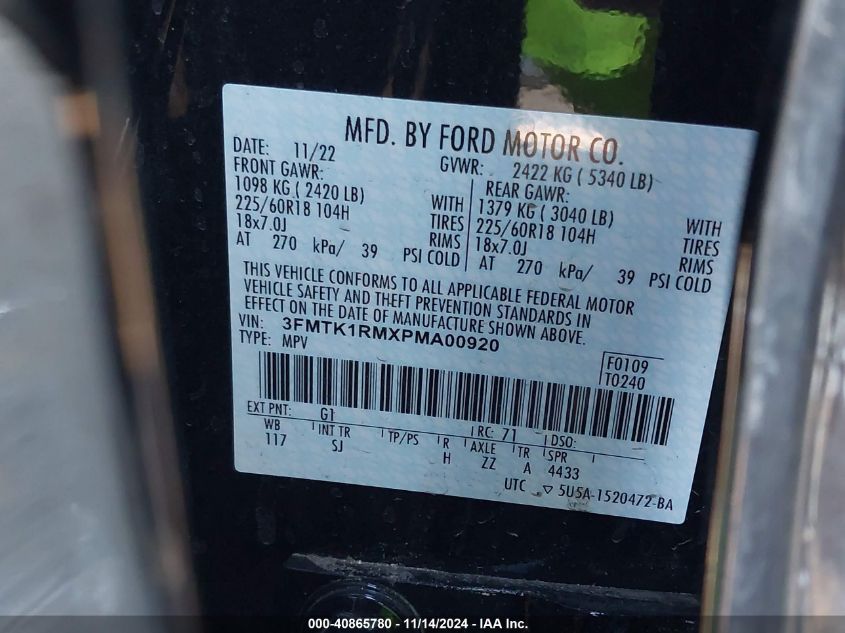 MFD. BY FORD MOTOR CO.
DATE: 11/22 GVWR: 2422 KG ( 5340 LB)
FRONT GAWR: REAR GAWR:
1098 KG ( 2420 LB) WITH 1379 KG ( 3040 LB) WITH
225/60R18 104H TIRES 225/60R18 104H TIRES
18x7.0J RIMS 18x7.0J RIMS
AT 270 kPa/ 39 PSI COLD AT 270 kPa/ 39 PSI COLD
THIS VEHICLE CONFORMS TO ALL APPLICABLE FEDERAL MOTOR
VEHICLE SAFETY AND THEFT PREVENTION STANDARDS IN
EFFECT ON THE DATE OF MANUFACTURE SHOWN ABOVE.
VIN: 3FMTK1RMXPMA00920
TYPE: MPV
F0109
T0240
EXT PNT: G1 RC: 71 DSO:
WB INT TR TP/PS R AXLE TR SPR
117 SJ H ZZ A 4433
UTC ▽ 5U5A-1520472-BA
000-40865780 - 11/14/2024 - IAA Inc.